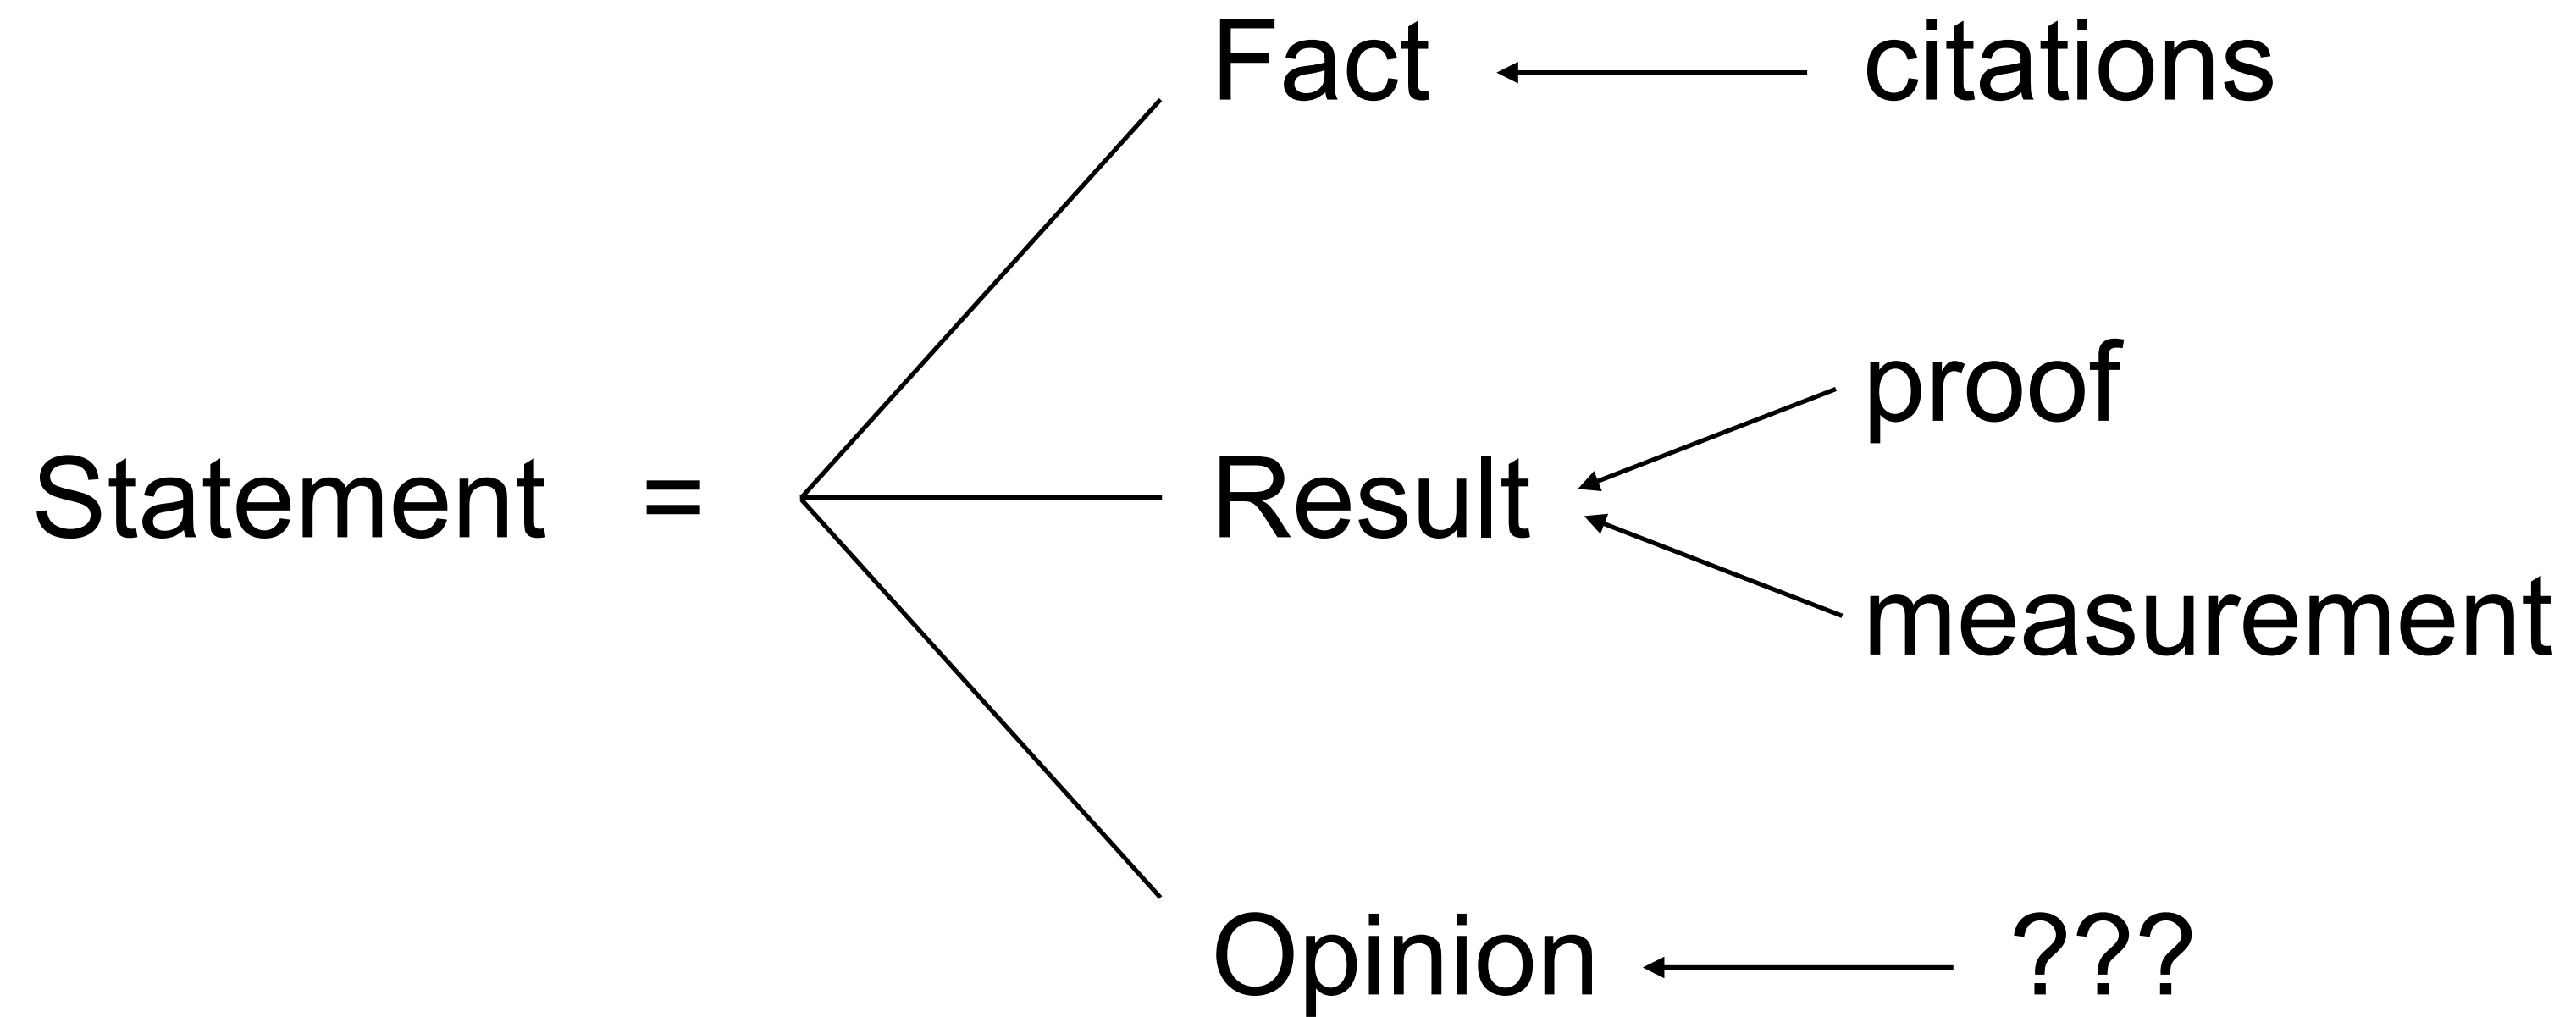 Fact citations
proof
Statement = Result
measurement
Opinion ???